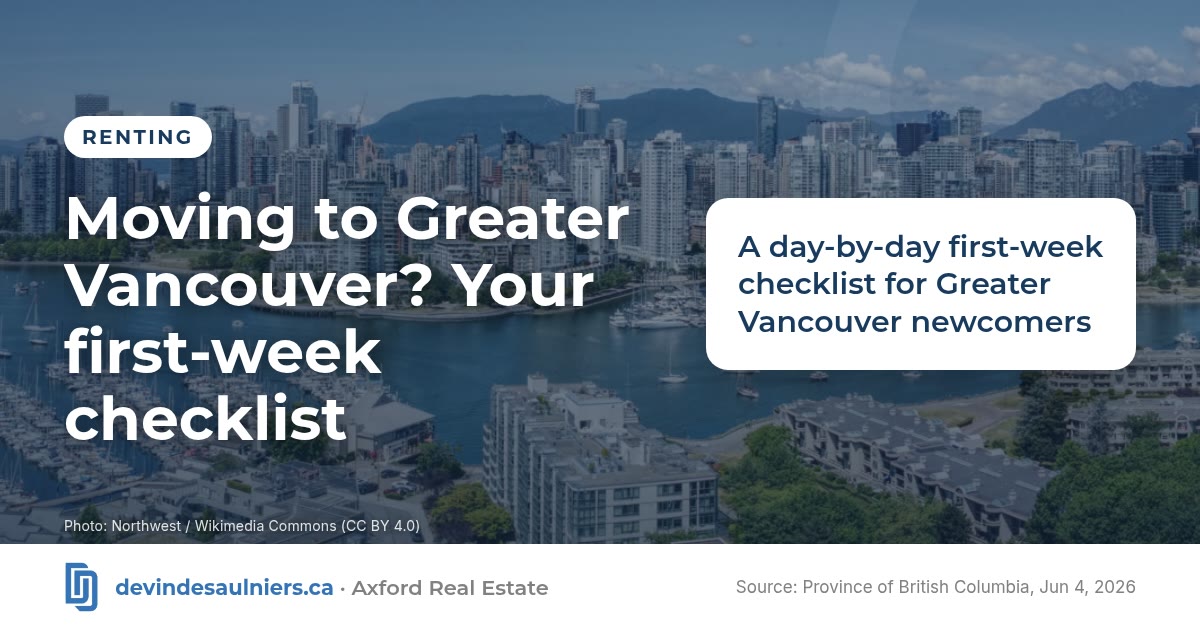 RENTING
Moving to Greater
Vancouver? Your
first-week
checklist
A day-by-day first-week
checklist for Greater
Vancouver newcomers
Photo: Northwest / Wikimedia Commons (CC BY 4.0)
devindesaulniers.ca · Axford Real Estate
Source: Province of British Columbia, Jun 4, 2026